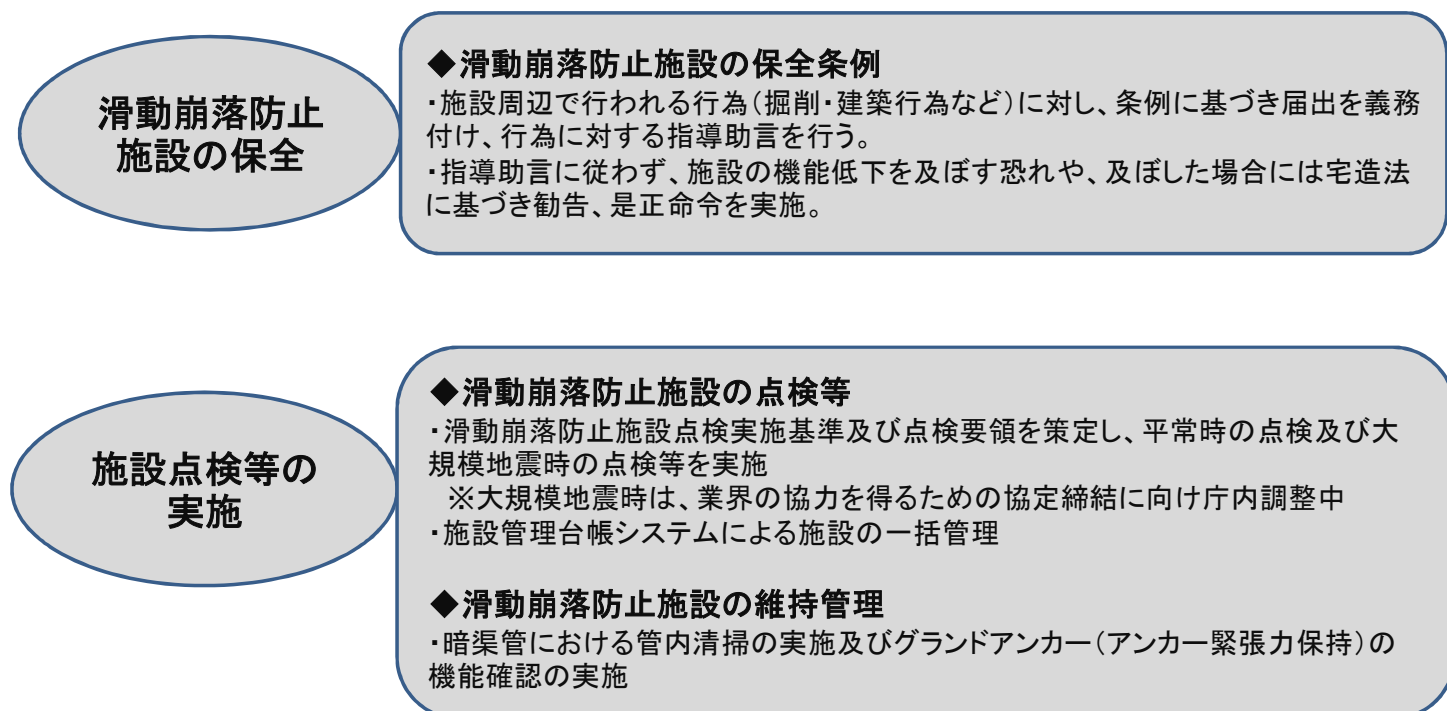 滑動崩落防止
施設の保全
◆滑動崩落防止施設の保全条例
・施設周辺で行われる行為(掘削・建築行為など)に対し、条例に基づき届出を義務
付け、行為に対する指導助言を行う。
・指導助言に従わず、施設の機能低下を及ぼす恐れや、及ぼした場合には宅造法
に基づき勧告、是正命令を実施。
施設点検等の
実施
◆滑動崩落防止施設の点検等
・滑動崩落防止施設点検実施基準及び点検要領を策定し、平常時の点検及び大
規模地震時の点検等を実施
※大規模地震時は、業界の協力を得るための協定締結に向け庁内調整中
・施設管理台帳システムによる施設の一括管理
◆滑動崩落防止施設の維持管理
・暗渠管における管内清掃の実施及びグランドアンカー(アンカー緊張力保持)の
機能確認の実施